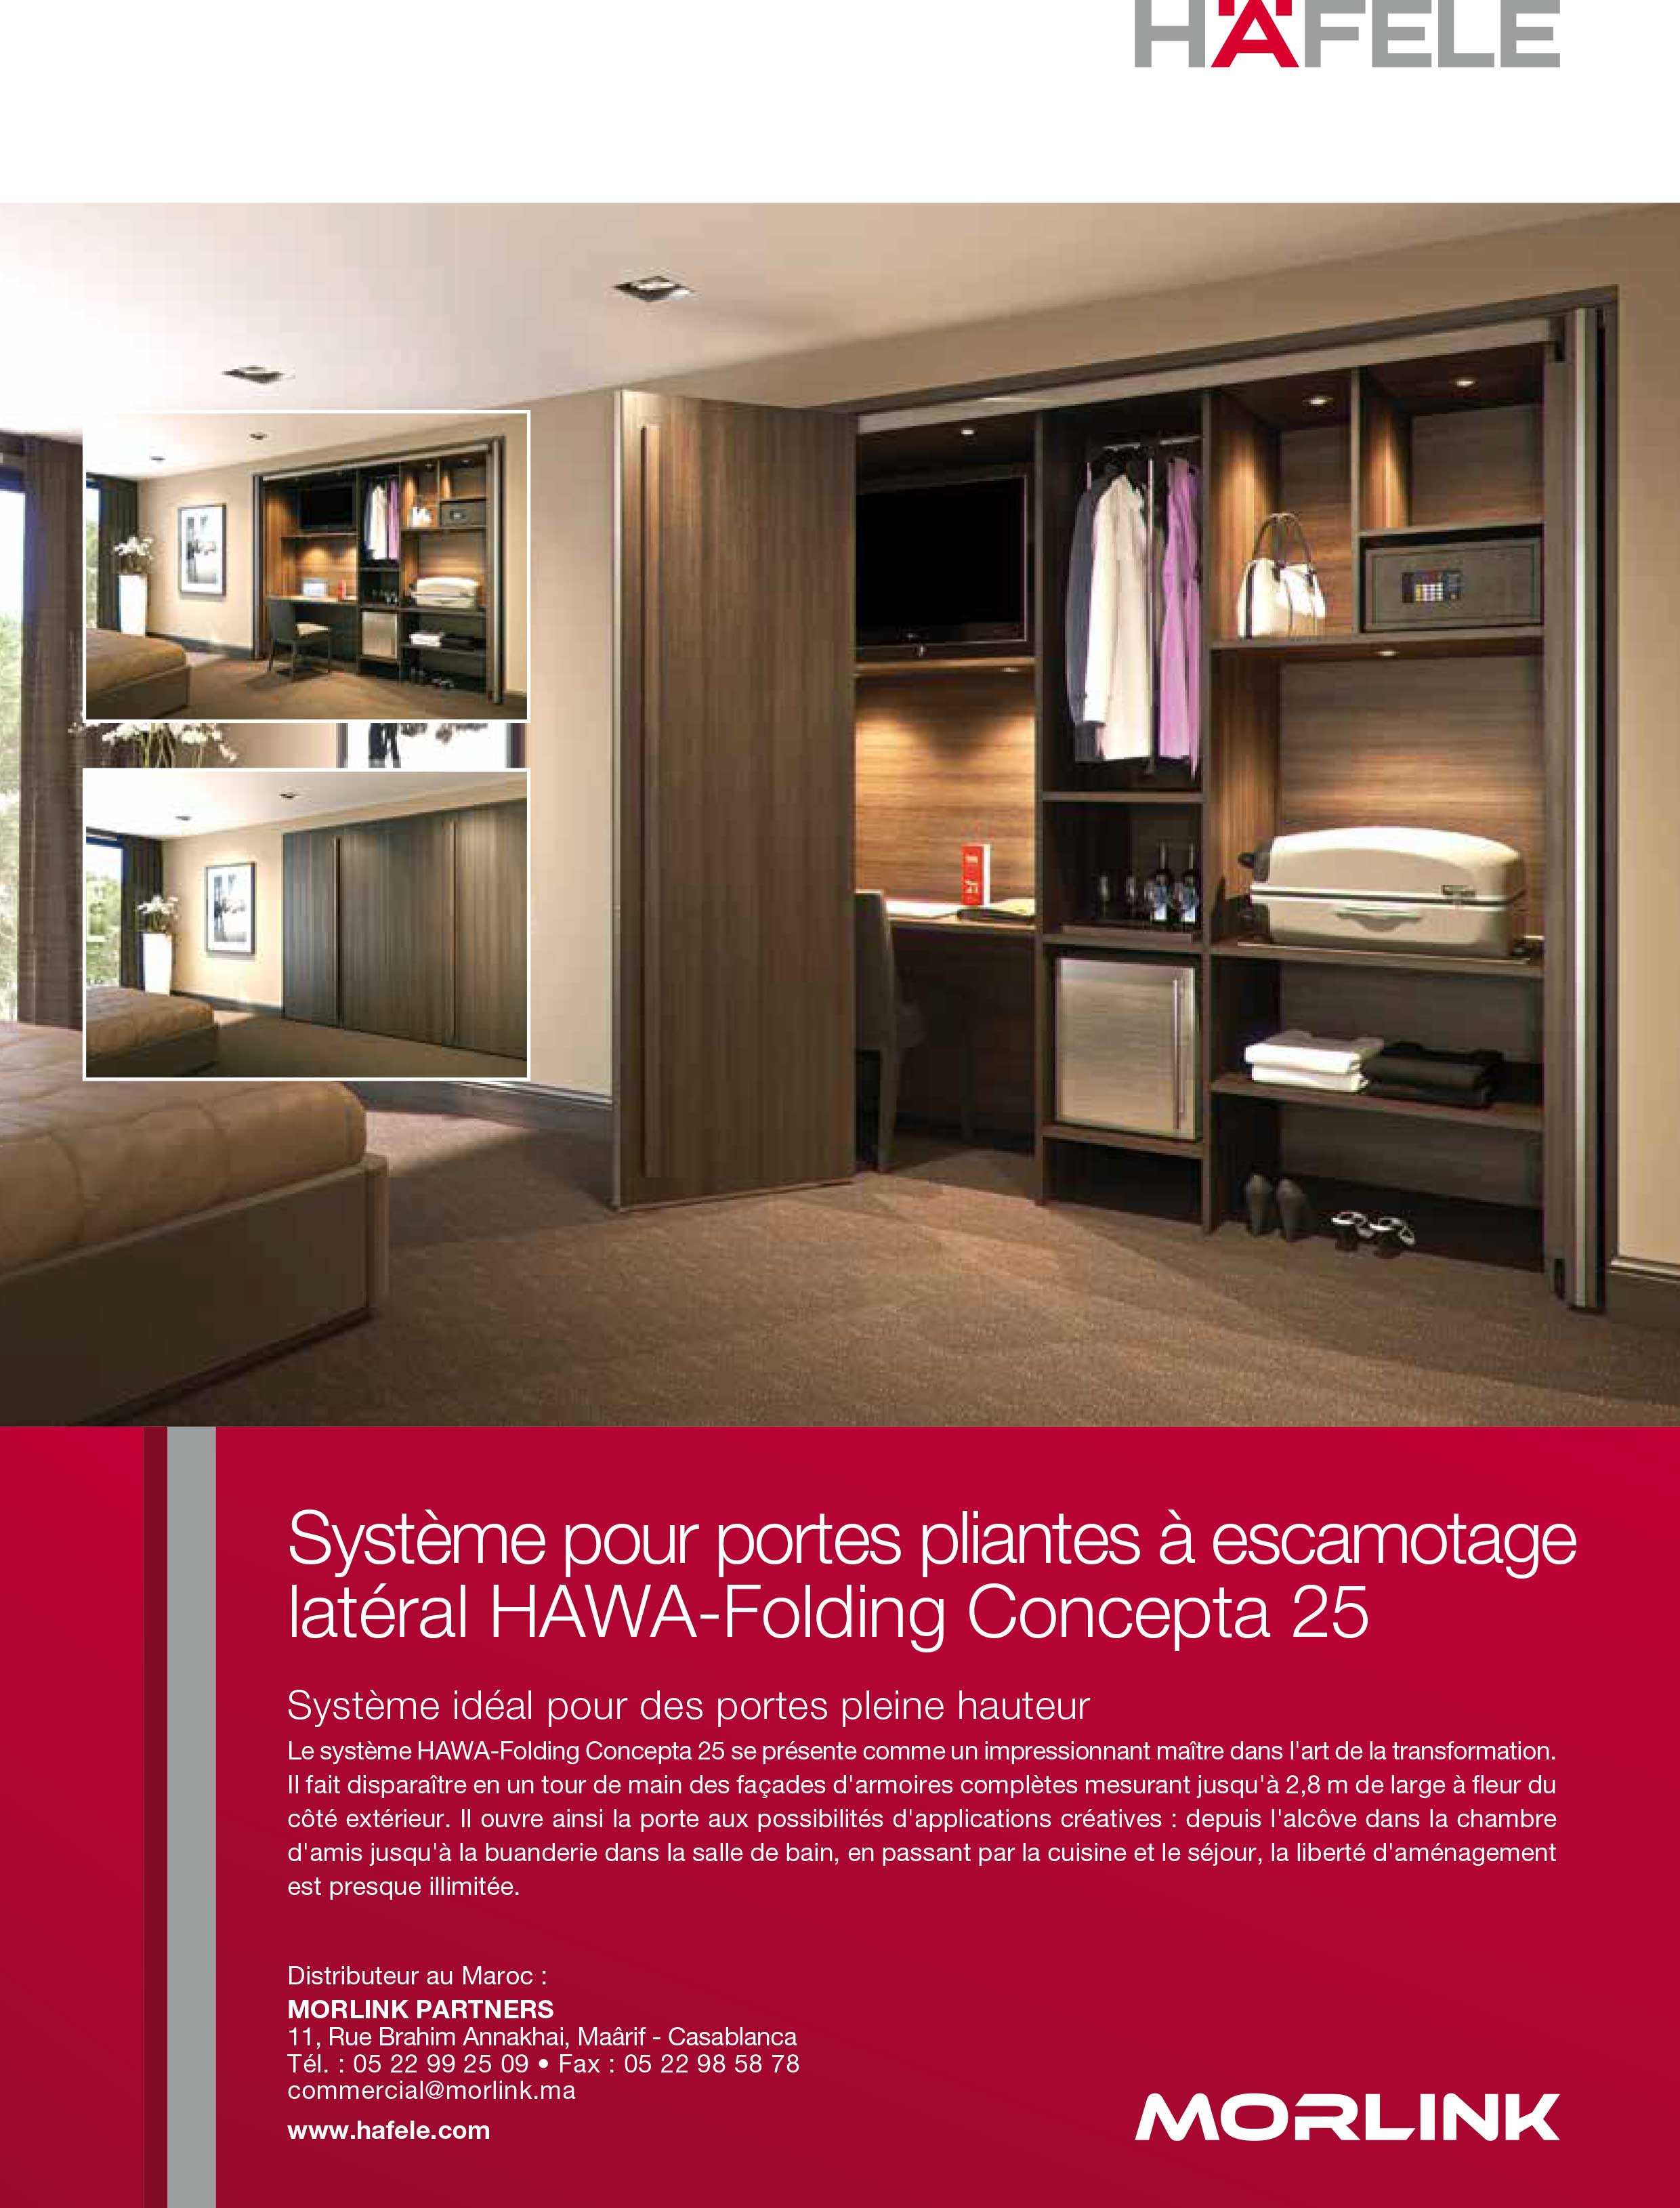 HÄFELE
Système pour portes pliantes à escamotage
latéral HAWA-Folding Concepta 25
Système idéal pour des portes pleine hauteur
Le système HAWA-Folding Concepta 25 se présente comme un impressionnant maître dans l'art de la transformation.
Il fait disparaître en un tour de main des façades d'armoires complètes mesurant jusqu'à 2,8 m de large à fleur du
côté extérieur. Il ouvre ainsi la porte aux possibilités d'applications créatives : depuis l'alcôve dans la chambre
d'amis jusqu'à la buanderie dans la salle de bain, en passant par la cuisine et le séjour, la liberté d'aménagement
est presque illimitée.
Distributeur au Maroc :
MORLINK PARTNERS
11, Rue Brahim Annakhai, Maârif - Casablanca
Tél. : 05 22 99 25 09 • Fax : 05 22 98 58 78
commercial@morlink.ma
www.hafele.com
MORLINK